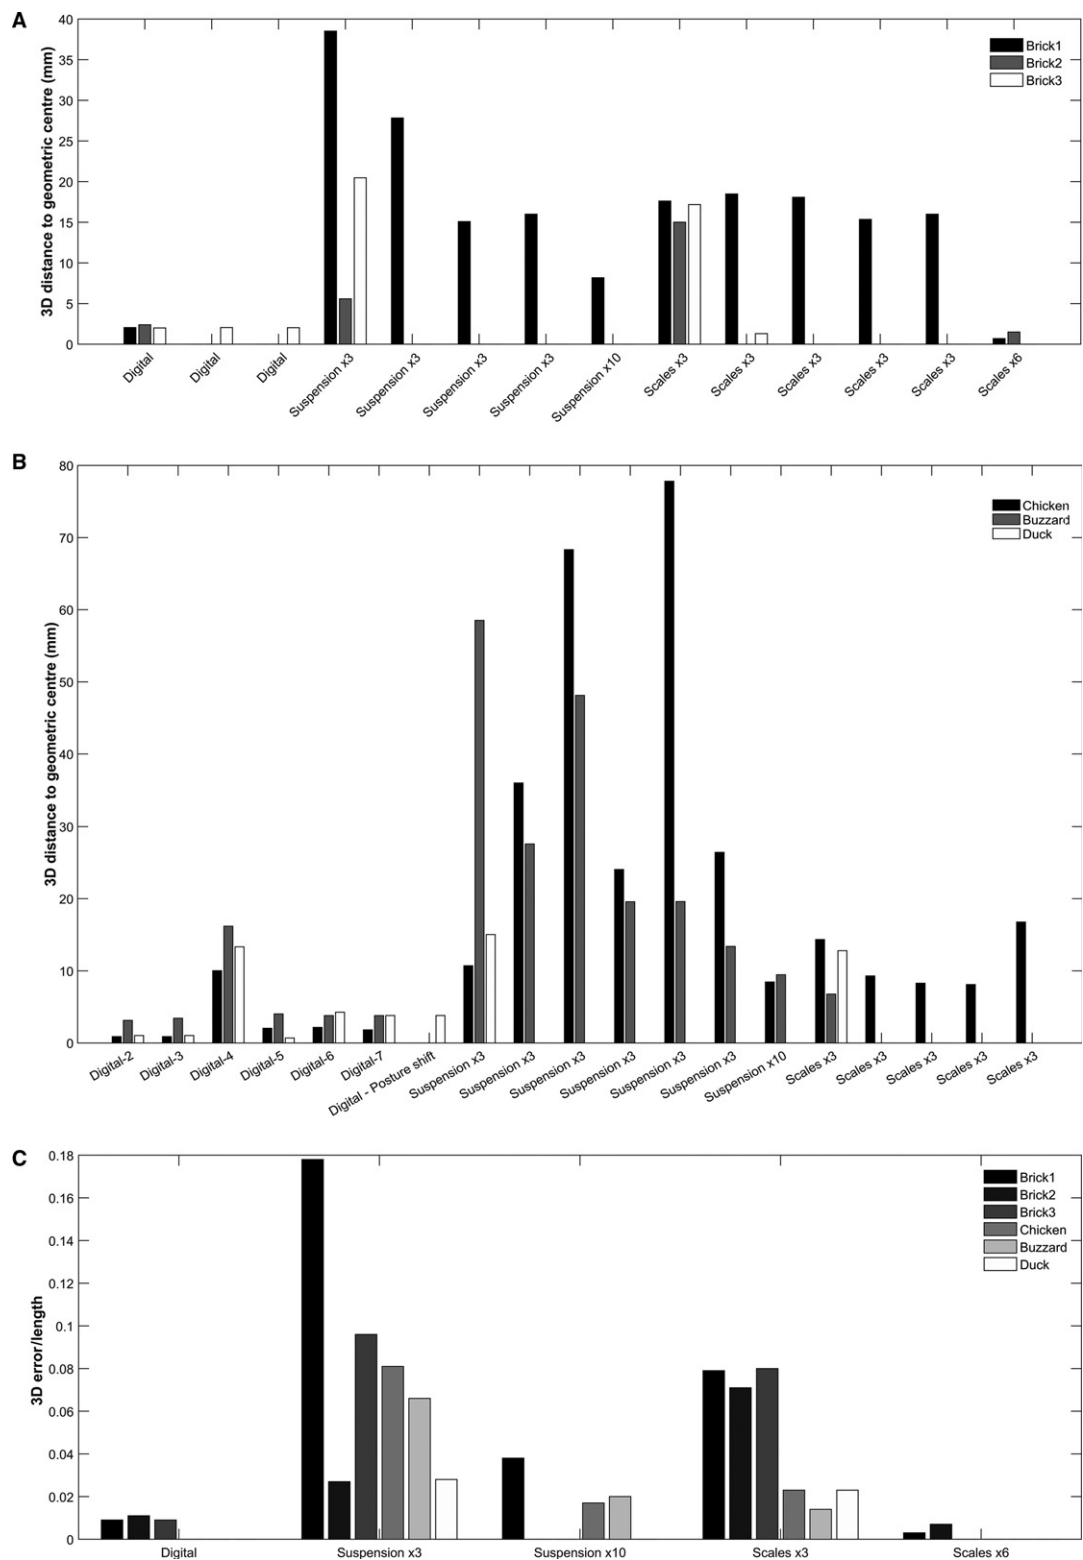 A
40
35
30
25
20
15
10
5
0
3D distance to geometric centre (mm)
Brick1
Brick2
Brick3
Digital
Digital
Digital
Suspension x3
Suspension x3
Suspension x3
Suspension x3
Suspension x10
Scales x3
Scales x3
Scales x3
Scales x3
Scales x3
Scales x6
B
80
70
60
50
40
30
20
10
0
3D distance to geometric centre (mm)
Chicken
Buzzard
Duck
Digital-2
Digital-3
Digital-4
Digital-5
Digital-6
Digital-7
Digital - Posture shift
Suspension x3
Suspension x3
Suspension x3
Suspension x3
Suspension x3
Suspension x3
Suspension x10
Scales x3
Scales x3
Scales x3
Scales x3
Scales x3
C
0.18
0.16
0.14
0.12
0.1
0.08
0.06
0.04
0.02
0
3D error/length
Brick1
Brick2
Brick3
Chicken
Buzzard
Duck
Digital
Suspension x3
Suspension x10
Scales x3
Scales x6